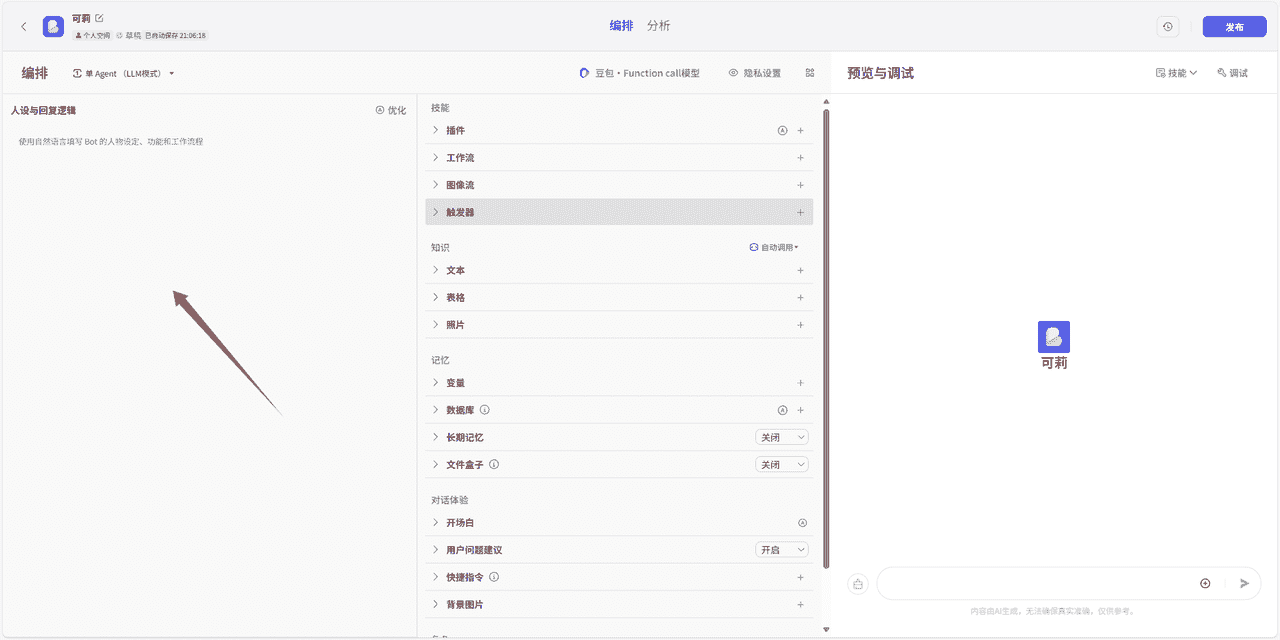 可莉
个人空间 草稿 已自动保存 21:06:18
编排 分析
发布
编排 单 Agent（LLM模式）
豆包・Function call模型 隐私设置
预览与调试
技能 调试
人设与回复逻辑 优化
使用自然语言填写 Bot 的人物设定、功能和工作流程
技能
插件
工作流
图像流
触发器
知识 自动调用
文本
表格
照片
记忆
变量
数据库
长期记忆 关闭
文件盒子 关闭
对话体验
开场白
用户问题建议 开启
快捷指令
背景图片
可莉
内容由AI生成，无法确保真实准确，仅供参考。